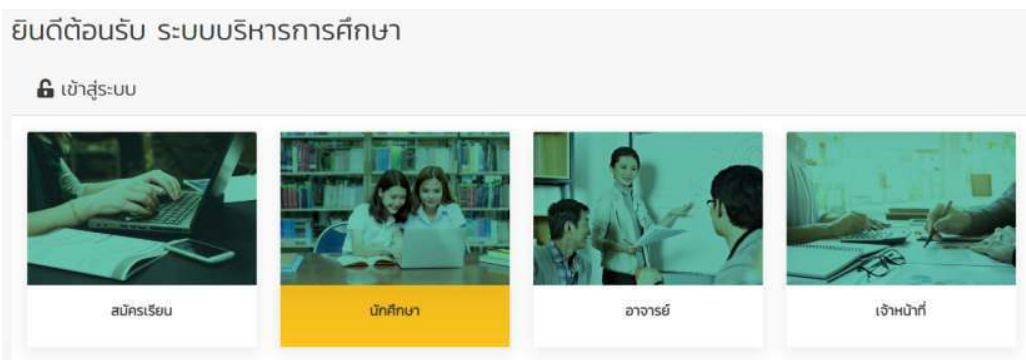 ยินดีต้อนรับ ระบบบริหารการศึกษา
เข้าสู่ระบบ
สมัครเรียน
นักศึกษา
อาจารย์
เจ้าหน้าที่